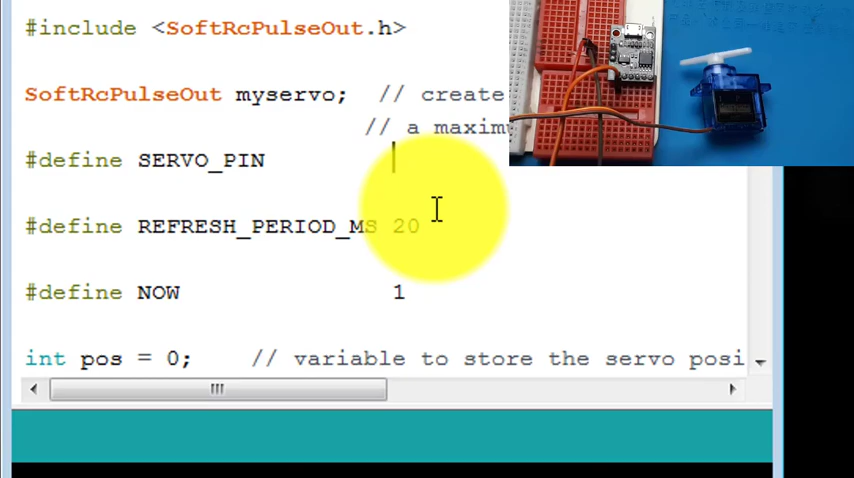 #include <SoftRcPulseOut.h>
SoftRcPulseOut myservo; // create
// a maximu
#define SERVO_PIN
#define REFRESH_PERIOD_MS 20
#define NOW 1
int pos = 0; // variable to store the servo posi